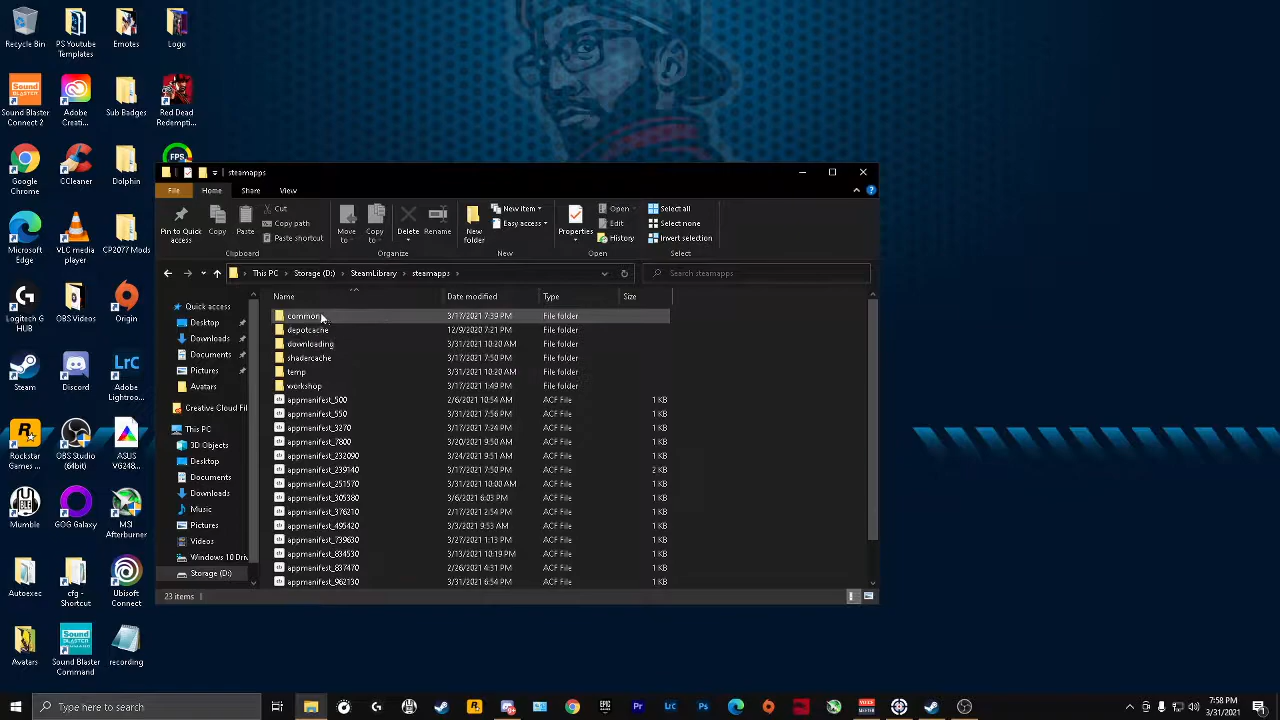 Recycle Bin
PS Youtube Templates
Emotes
Logo
Sound Blaster Connect 2
Adobe Creati...
Sub Badges
Red Dead Redempti...
Google Chrome
CCleaner
Dolphin
FPS
Microsoft Edge
VLC media player
CP2077 Mods
Logitech G HUB
OBS Videos
Origin
Steam
Discord
Adobe Lightroo...
Rockstar Games ...
OBS Studio (64bit)
ASUS VG248...
Mumble
GOG Galaxy
MSI Afterburner
Autoexec
cfg - Shortcut
Ubisoft Connect
Avatars
Sound Blaster Command
recording
steamapps
File Home Share View
Pin to Quick access
Copy
Paste
Cut
Copy path
Paste shortcut
Clipboard
Move to
Copy to
Delete
Rename
Organize
New folder
New item
Easy access
New
Properties
Open
Edit
History
Open
Select all
Select none
Invert selection
Select
This PC > Storage (D:) > SteamLibrary > steamapps >
Search steamapps
Quick access
Desktop
Downloads
Documents
Pictures
Avatars
Creative Cloud Fil
This PC
3D Objects
Desktop
Documents
Downloads
Music
Pictures
Videos
Windows 10 Driv
Storage (D:)
Name Date modified Type Size
common 3/17/2021 7:39 PM File folder
depotcache 12/9/2020 7:21 PM File folder
downloading 3/31/2021 10:20 AM File folder
shadercache 3/17/2021 7:50 PM File folder
temp 3/31/2021 10:20 AM File folder
workshop 3/17/2021 1:49 PM File folder
appmanifest_500 2/6/2021 10:54 AM ACF File 1 KB
appmanifest_550 3/31/2021 7:56 PM ACF File 1 KB
appmanifest_3270 3/17/2021 7:24 PM ACF File 1 KB
appmanifest_7800 3/20/2021 9:50 AM ACF File 1 KB
appmanifest_232090 3/24/2021 9:51 AM ACF File 1 KB
appmanifest_239140 3/17/2021 7:50 PM ACF File 2 KB
appmanifest_251570 3/31/2021 10:00 AM ACF File 1 KB
appmanifest_305380 3/6/2021 6:03 PM ACF File 1 KB
appmanifest_376210 2/17/2021 2:54 PM ACF File 1 KB
appmanifest_495420 3/3/2021 9:53 AM ACF File 1 KB
appmanifest_739630 3/27/2021 1:13 PM ACF File 1 KB
appmanifest_834530 3/13/2021 10:19 PM ACF File 1 KB
appmanifest_837470 2/26/2021 4:31 PM ACF File 1 KB
appmanifest_962130 3/31/2021 6:54 PM ACF File 1 KB
23 items
Type here to search
7:58 PM
3/31/2021